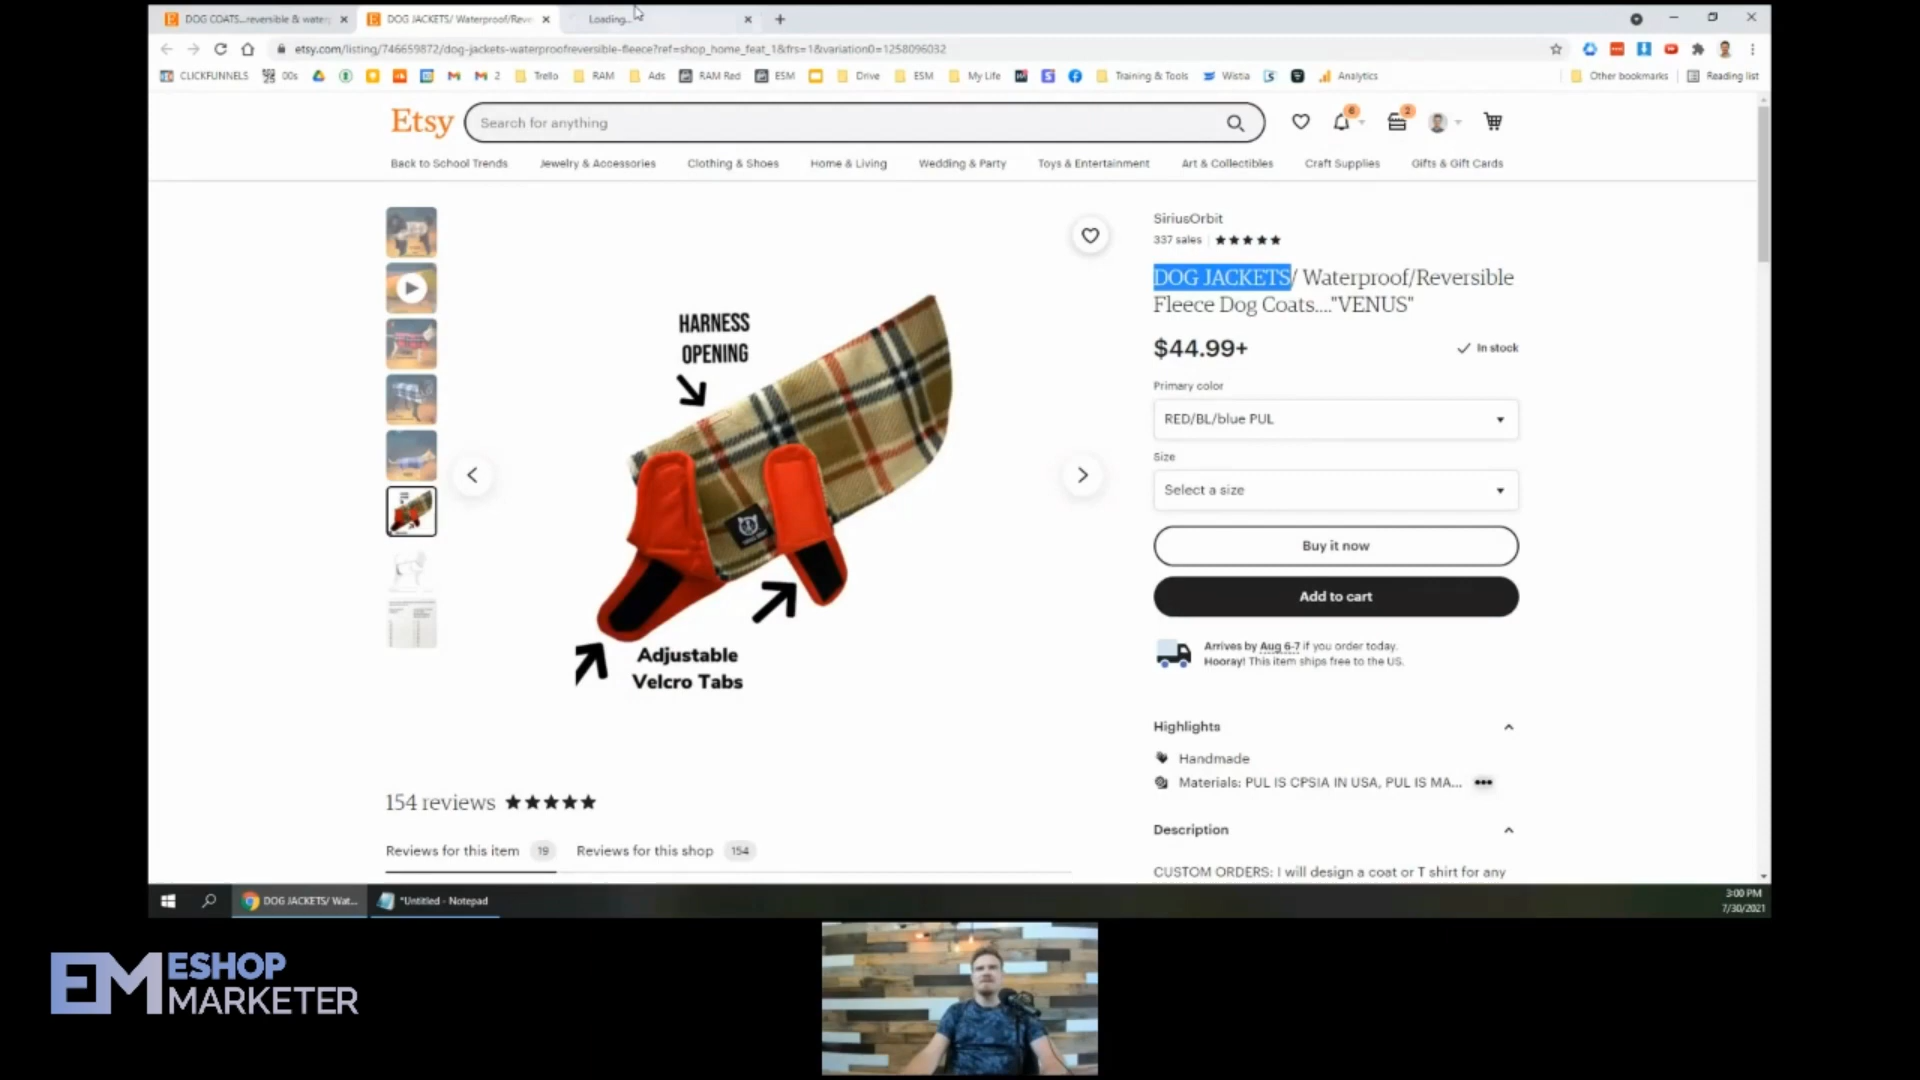 DOG COATS...reversible & water
DOG JACKETS/ Waterproof/Reve
Loading...
etsy.com/listing/746659872/dog-jackets-waterproofreversible-fleece?ref=shop_home_feat_1&frs=1&variation0=1258096032
CLICKFUNNELS
00s
2
Trello
RAM
Ads
RAM Red
ESM
Drive
ESM
My Life
Training & Tools
Wistia
Analytics
Other bookmarks
Reading list
Etsy
Search for anything
6
2
Back to School Trends
Jewelry & Accessories
Clothing & Shoes
Home & Living
Wedding & Party
Toys & Entertainment
Art & Collectibles
Craft Supplies
Gifts & Gift Cards
HARNESS
OPENING
Adjustable
Velcro Tabs
SiriusOrbit
337 sales
DOG JACKETS/ Waterproof/Reversible
Fleece Dog Coats...."VENUS"
$44.99+
In stock
Primary color
RED/BL/blue PUL
Size
Select a size
Buy it now
Add to cart
Arrives by Aug 6-7 if you order today.
Hooray! This item ships free to the US.
Highlights
Handmade
Materials: PUL IS CPSIA IN USA, PUL IS MA...
Description
CUSTOM ORDERS: I will design a coat or T shirt for any
154 reviews
Reviews for this item 19
Reviews for this shop 154
DOG JACKETS/ Wat...
*Untitled - Notepad
3:00 PM
7/30/2021
EM ESHOP
MARKETER